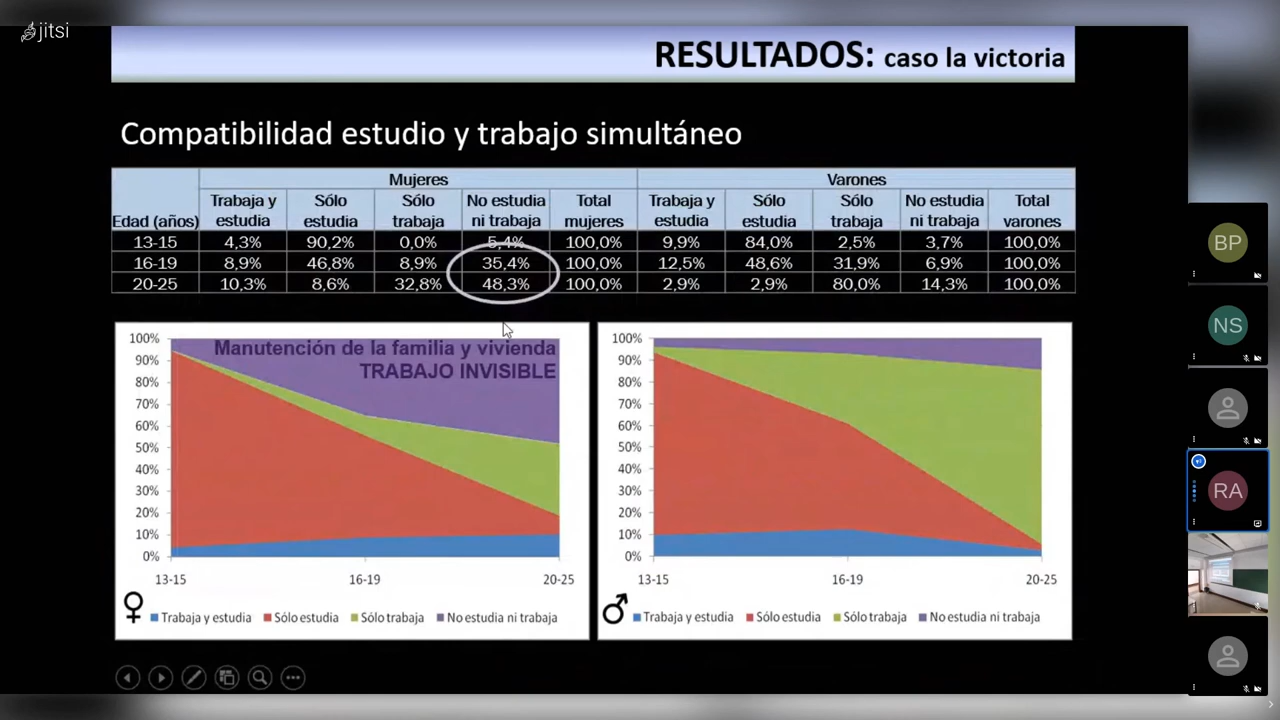 jitsi
RESULTADOS: caso la victoria
Compatibilidad estudio y trabajo simultáneo
Mujeres Varones
Edad (años) Trabaja y estudia Sólo estudia Sólo trabaja No estudia ni trabaja Total mujeres Trabaja y estudia Sólo estudia Sólo trabaja No estudia ni trabaja Total varones
13-15 4,3% 90,2% 0,0% 5,4% 100,0% 9,9% 84,0% 2,5% 3,7% 100,0%
16-19 8,9% 46,8% 8,9% 35,4% 100,0% 12,5% 48,6% 31,9% 6,9% 100,0%
20-25 10,3% 8,6% 32,8% 48,3% 100,0% 2,9% 2,9% 80,0% 14,3% 100,0%
Manutención de la familia y vivienda
TRABAJO INVISIBLE
100%
90%
80%
70%
60%
50%
40%
30%
20%
10%
0%
13-15 16-19 20-25
Trabaja y estudia Sólo estudia Sólo trabaja No estudia ni trabaja
100%
90%
80%
70%
60%
50%
40%
30%
20%
10%
0%
13-15 16-19 20-25
Trabaja y estudia Sólo estudia Sólo trabaja No estudia ni trabaja
BP
NS
RA